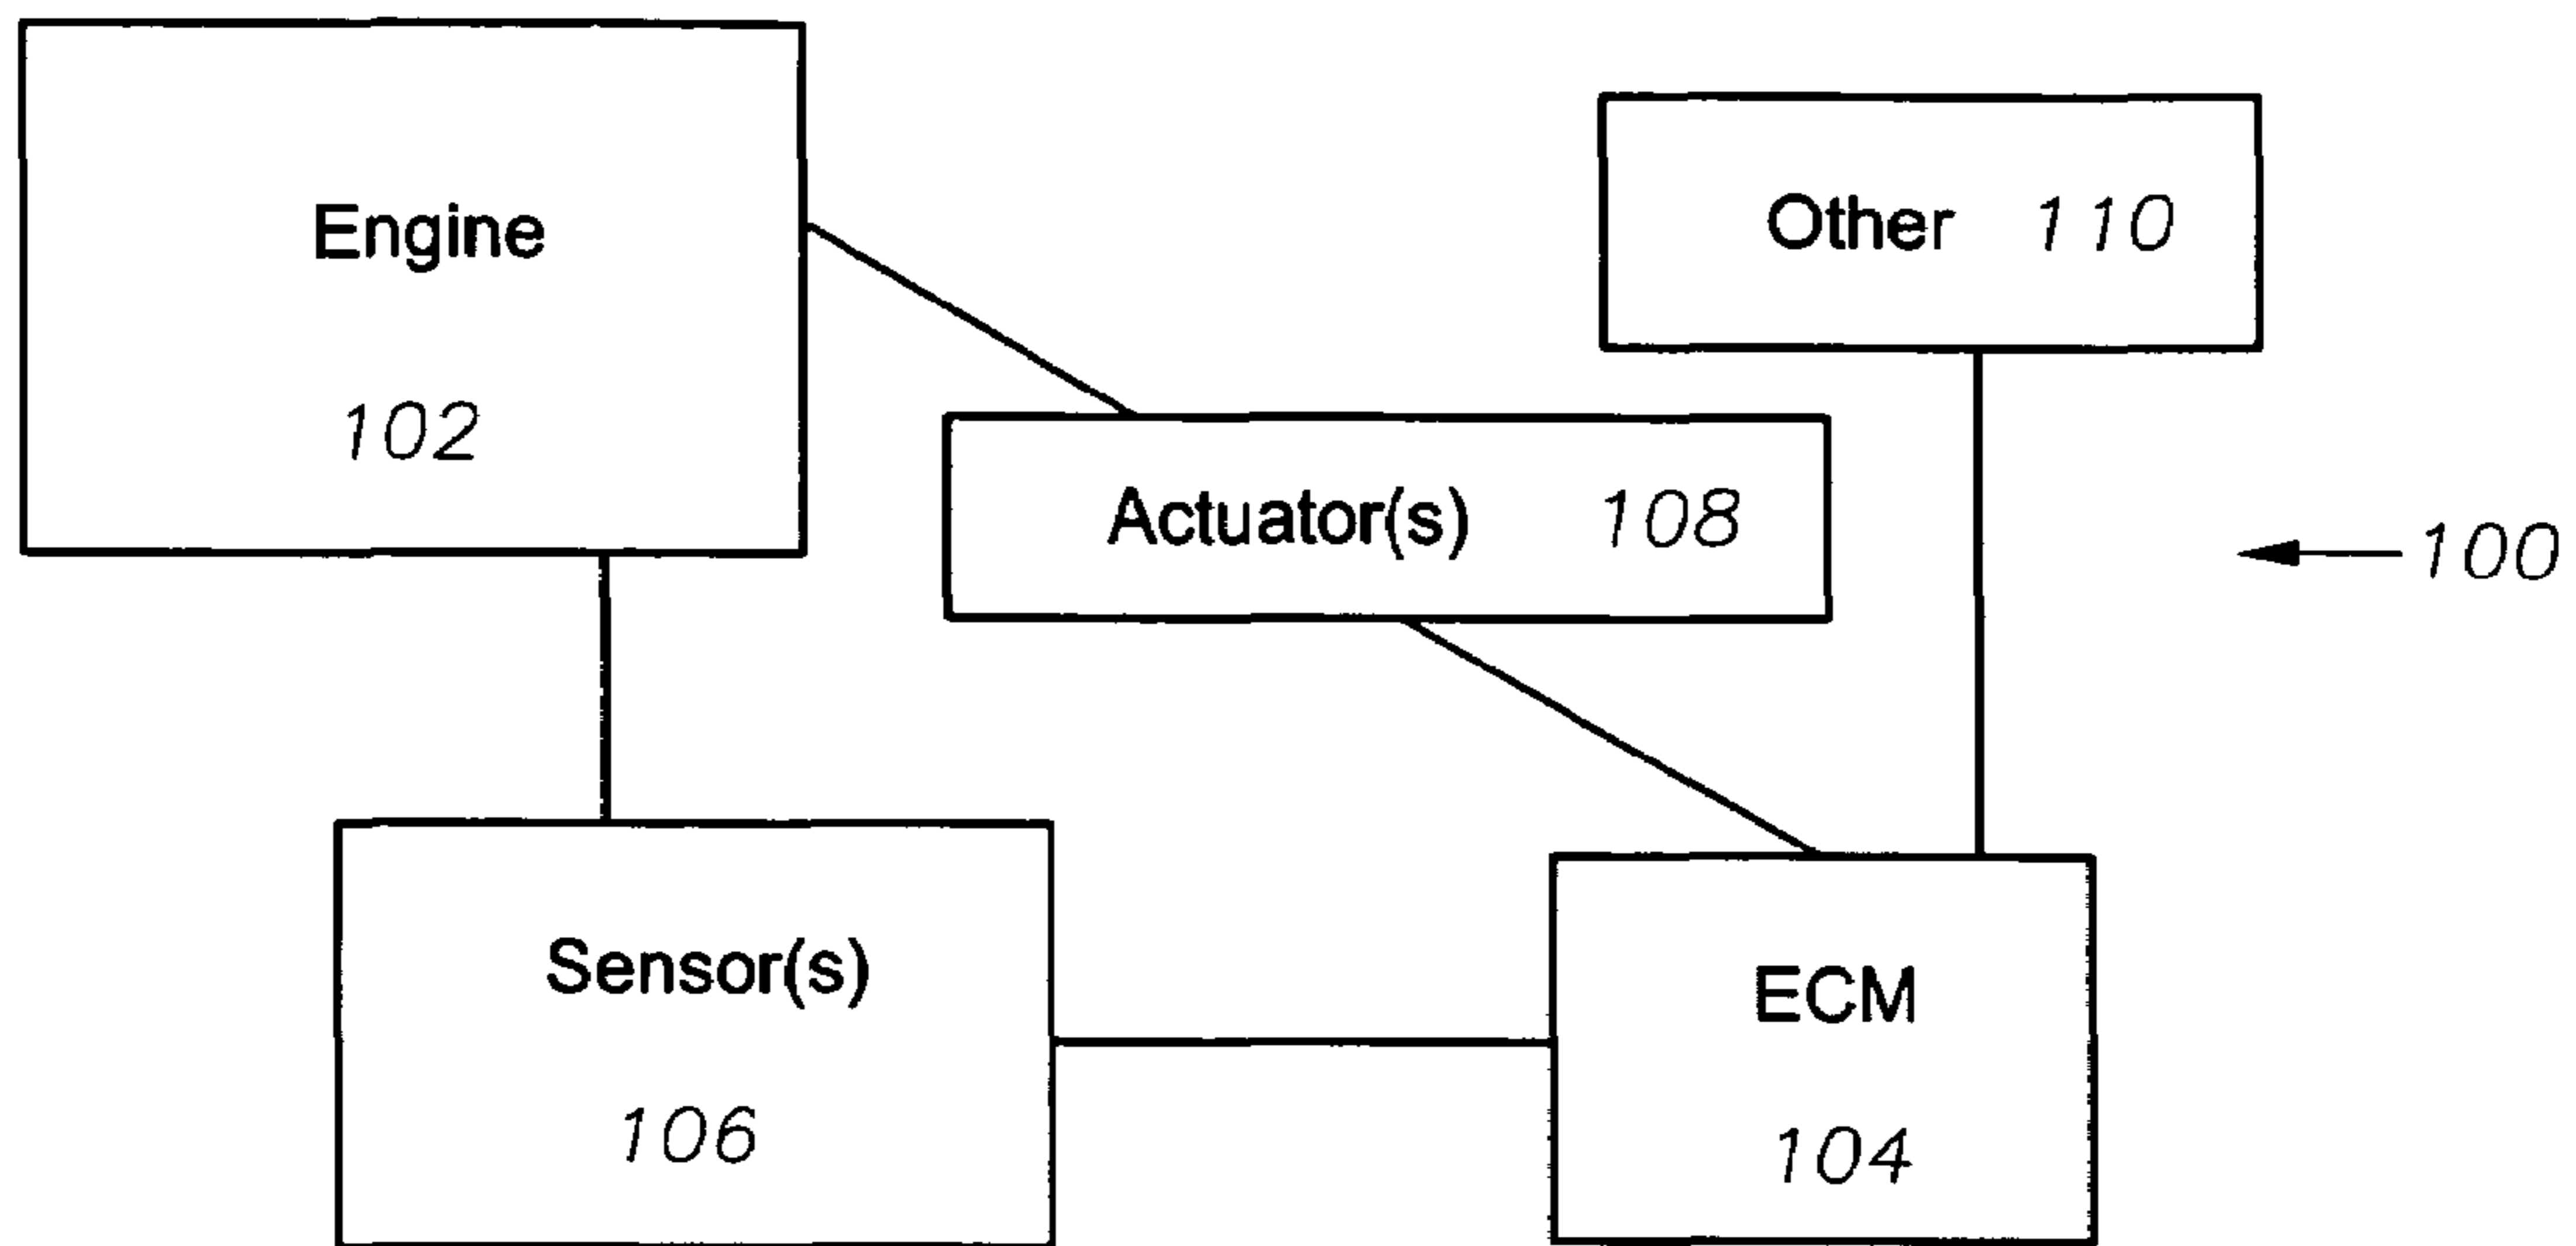 Engine
102
Other 110
Actuator(s) 108
100
Sensor(s)
106
ECM
104